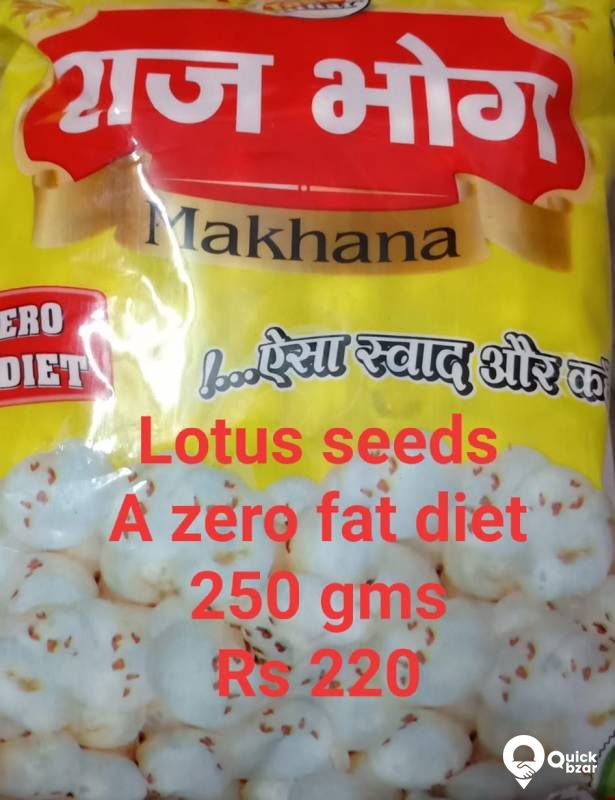 राज भोग
Makhana
ERO
DIET
!...ऐसा स्वाद और क
Lotus seeds
A zero fat diet
250 gms
Rs 220
Quick
bzar